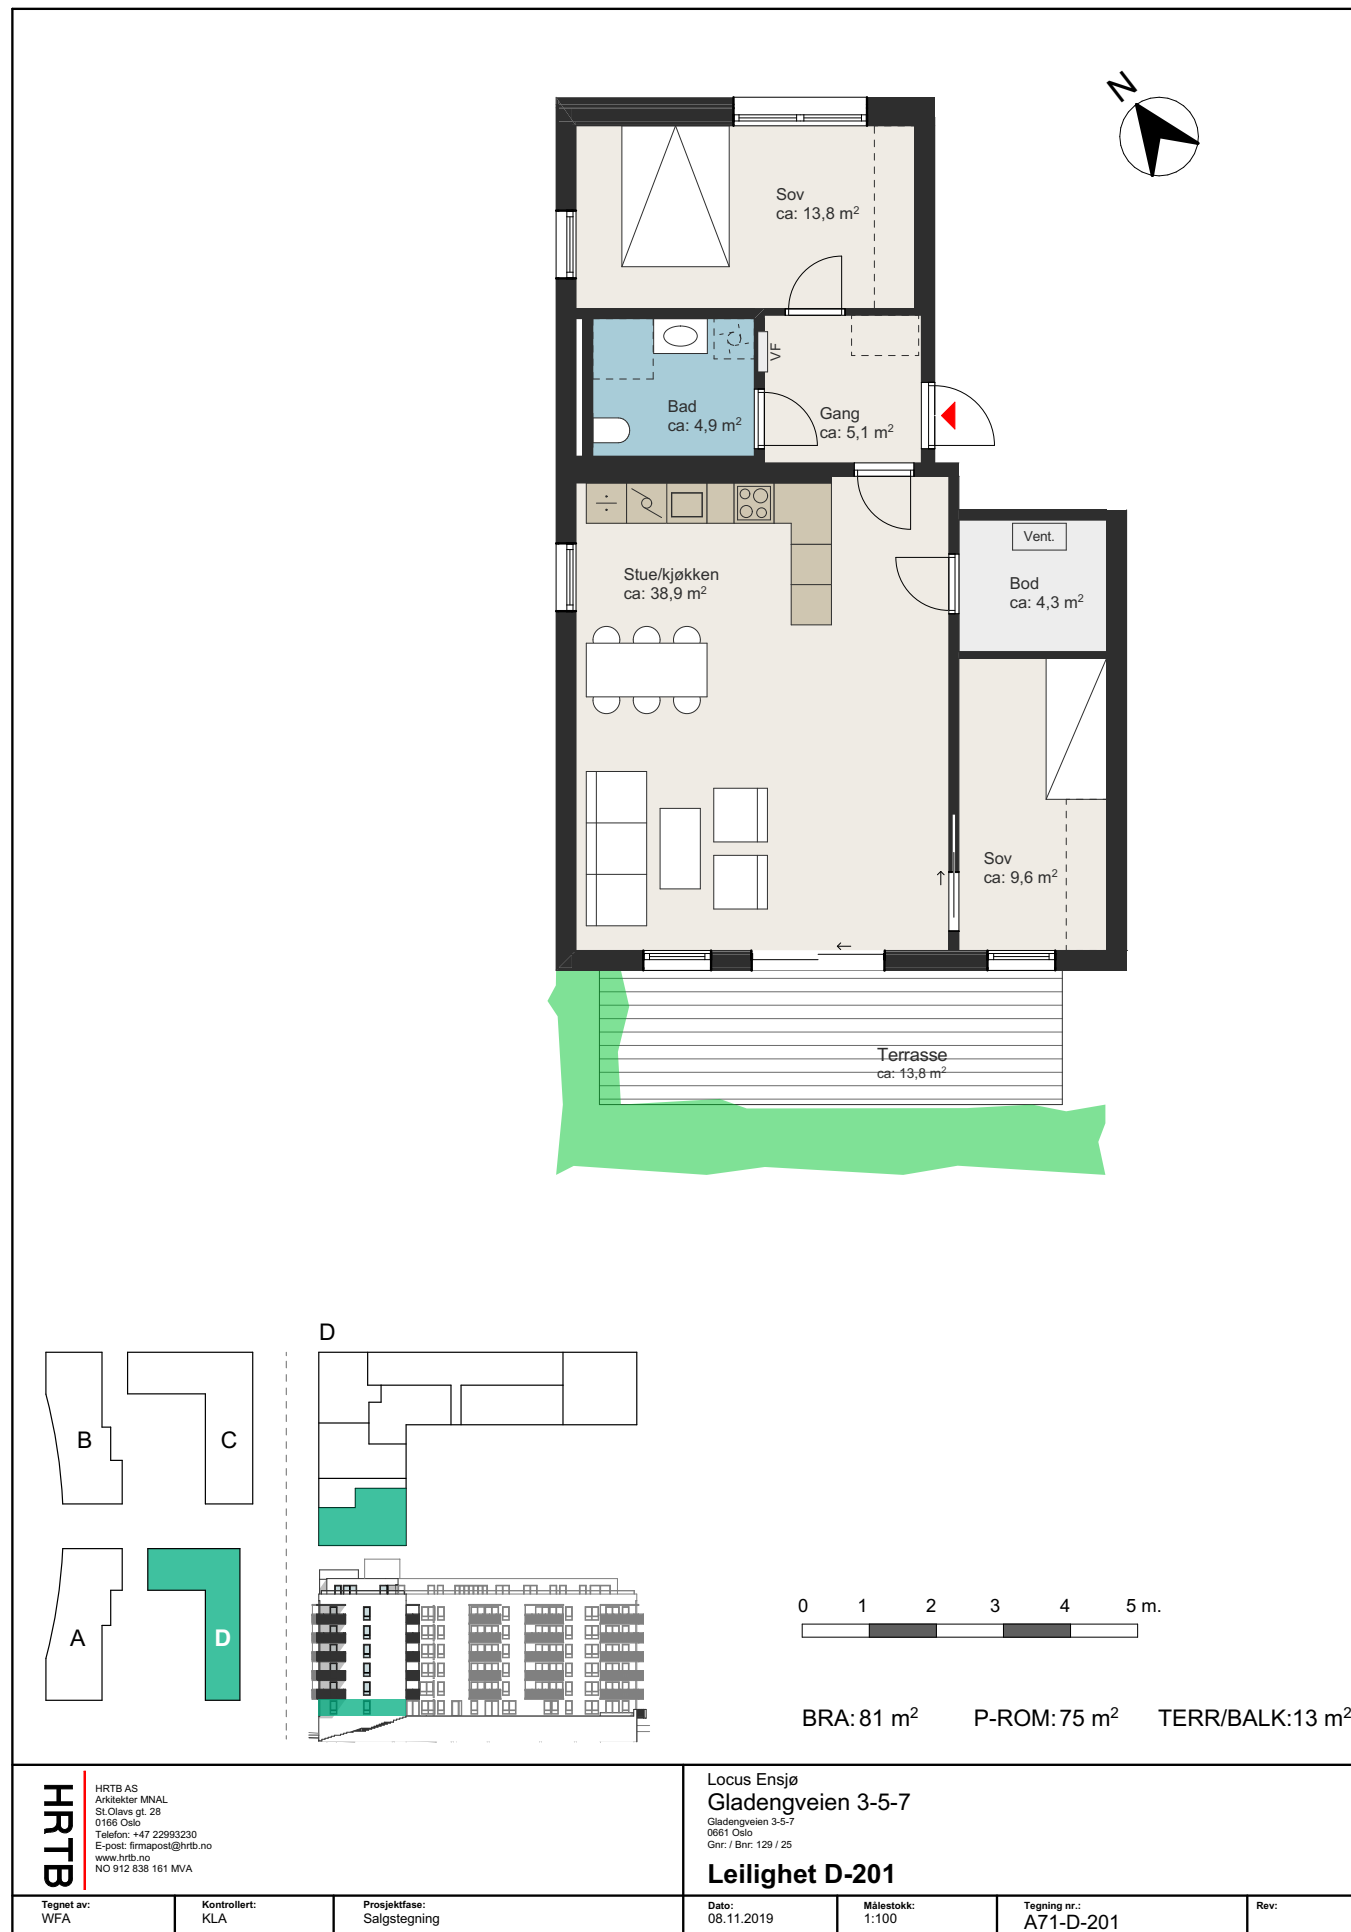 N
Sov
ca: 13,8 m²
VF
Bad
ca: 4,9 m²
Gang
ca: 5,1 m²
Vent.
Stue/kjøkken
ca: 38,9 m²
Bod
ca: 4,3 m²
Sov
ca: 9,6 m²
Terrasse
ca: 13,8 m²
D
B
C
A
D
0 1 2 3 4 5 m.
BRA: 81 m² P-ROM: 75 m² TERR/BALK:13 m²
HRTB
HRTB AS
Arkitekter MNAL
St.Olavs gt. 28
0166 Oslo
Telefon: +47 22993230
E-post: firmapost@hrtb.no
www.hrtb.no
NO 912 838 161 MVA
Locus Ensjø
Gladengveien 3-5-7
Gladengveien 3-5-7
0661 Oslo
Gnr: / Bnr: 129 / 25
Leilighet D-201
Tegnet av:
WFA
Kontrollert:
KLA
Prosjektfase:
Salgstegning
Dato:
08.11.2019
Målestokk:
1:100
Tegning nr.:
A71-D-201
Rev: